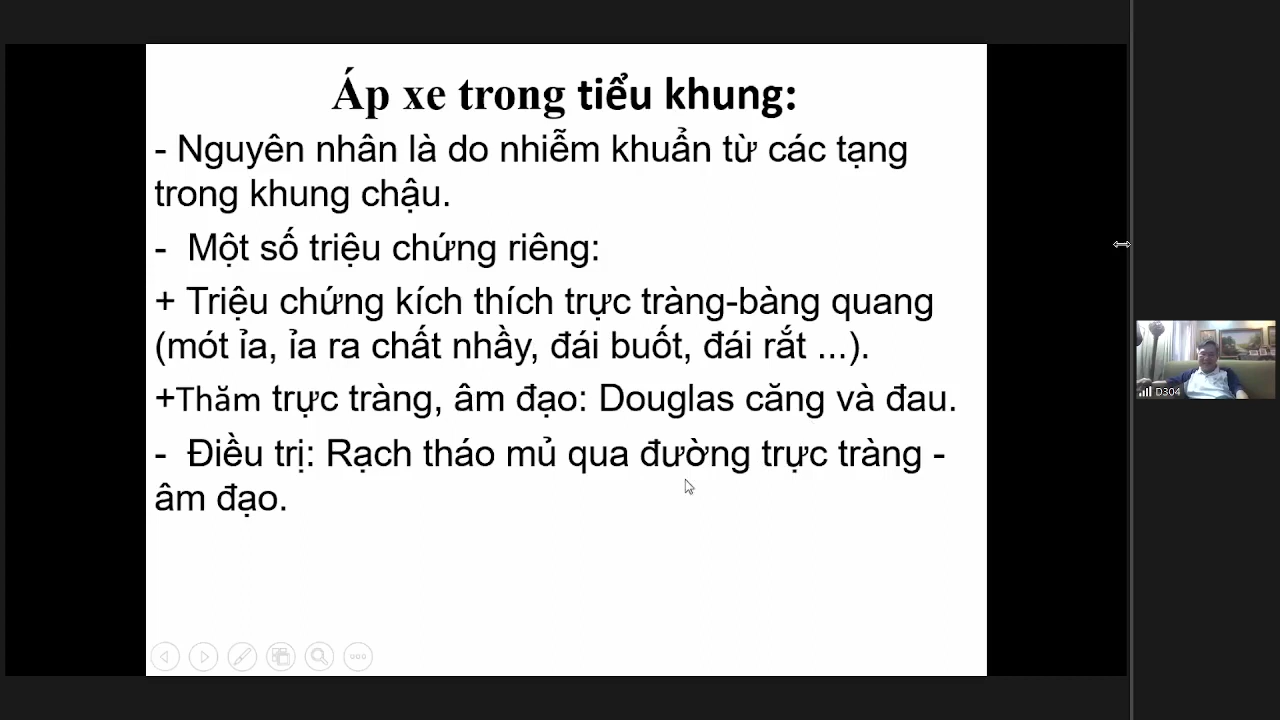 Áp xe trong tiểu khung:
- Nguyên nhân là do nhiễm khuẩn từ các tạng
trong khung chậu.
- Một số triệu chứng riêng:
+ Triệu chứng kích thích trực tràng-bàng quang
(mót ỉa, ỉa ra chất nhầy, đái buốt, đái rắt ...).
+Thăm trực tràng, âm đạo: Douglas căng và đau.
- Điều trị: Rạch tháo mủ qua đường trực tràng -
âm đạo.
D304